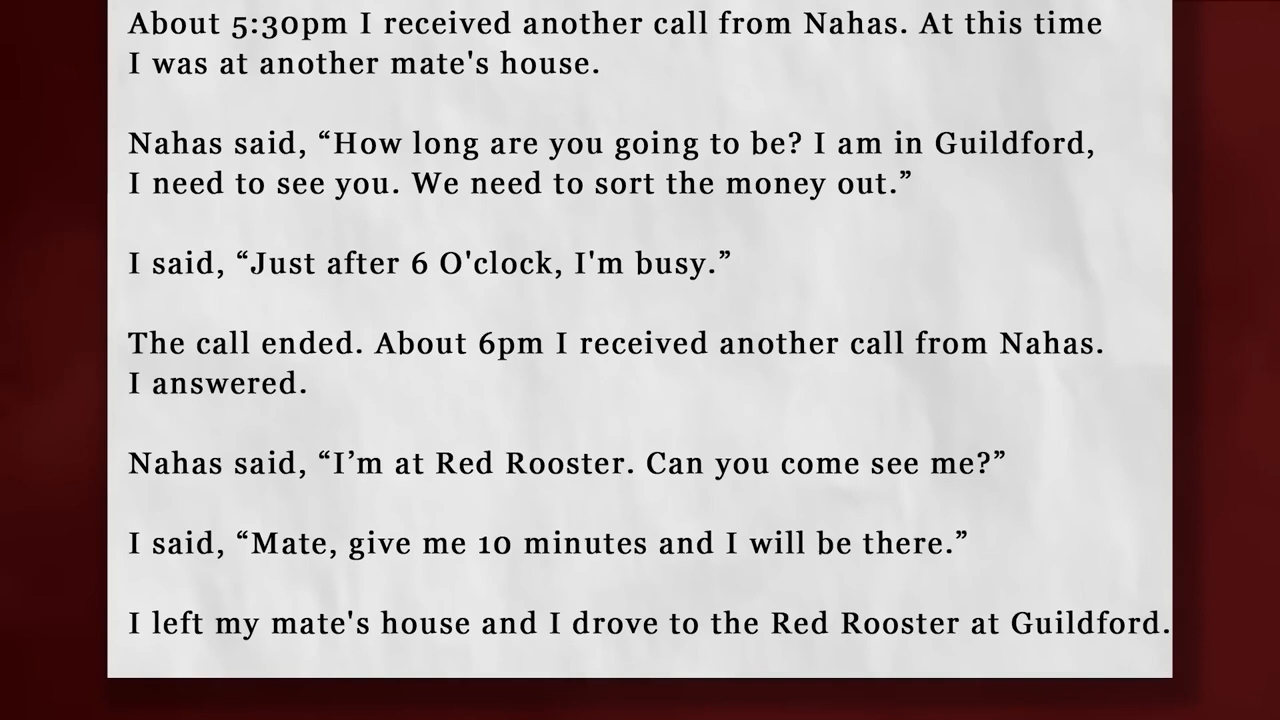 About 5:30pm I received another call from Nahas. At this time
I was at another mate's house.
Nahas said, “How long are you going to be? I am in Guildford,
I need to see you. We need to sort the money out.”
I said, “Just after 6 O'clock, I'm busy.”
The call ended. About 6pm I received another call from Nahas.
I answered.
Nahas said, “I’m at Red Rooster. Can you come see me?”
I said, “Mate, give me 10 minutes and I will be there.”
I left my mate's house and I drove to the Red Rooster at Guildford.